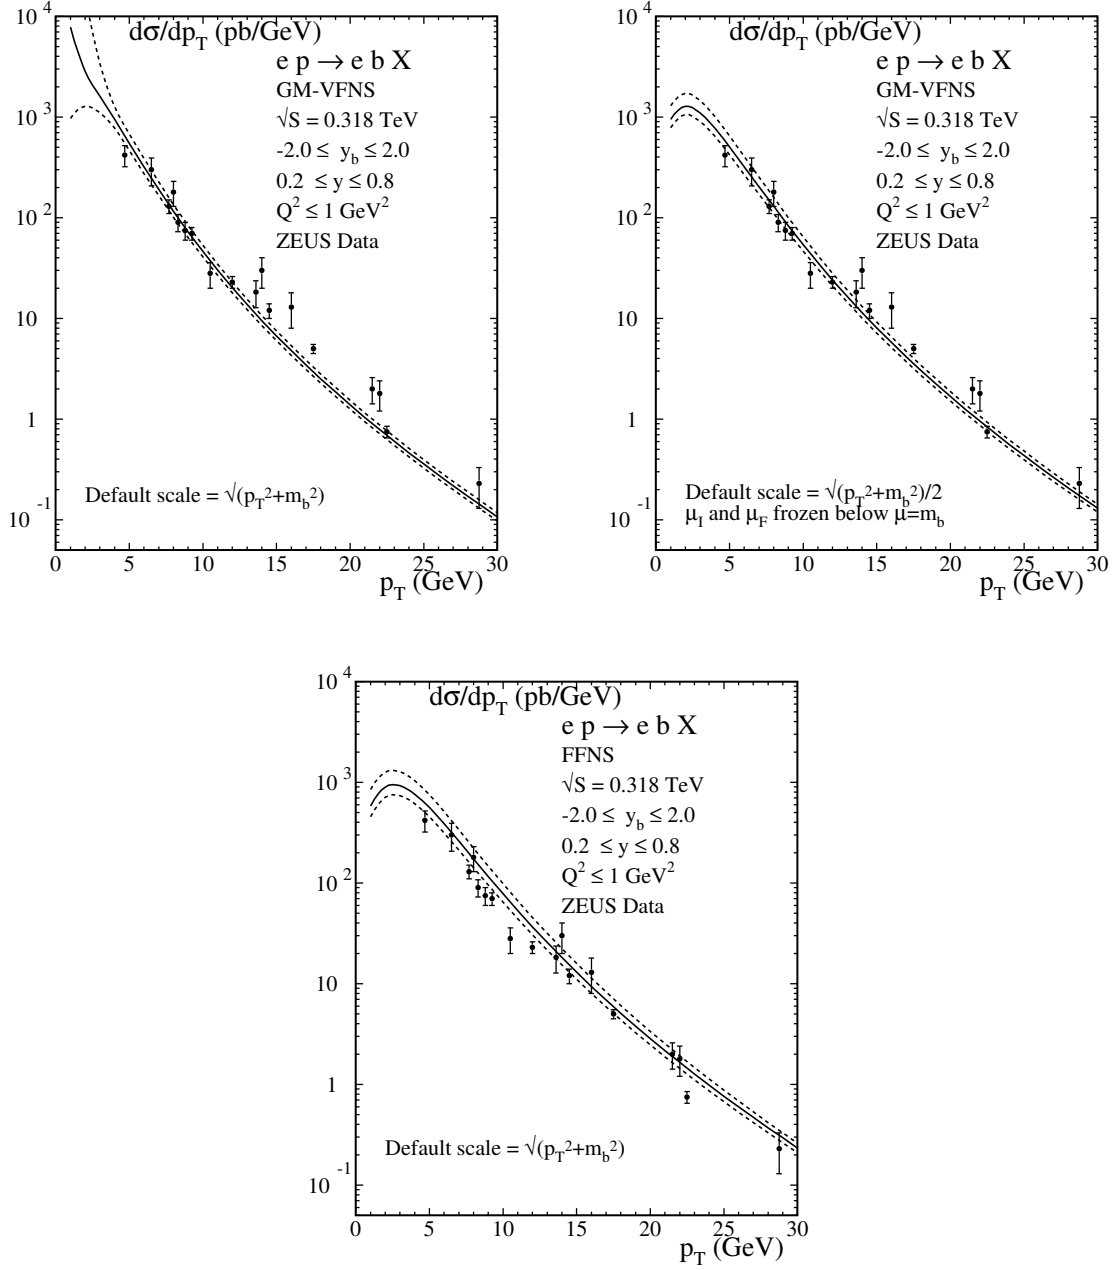 dσ/dp_T (pb/GeV)
e p → e b X
GM-VFNS
√S = 0.318 TeV
-2.0 ≤ y_b ≤ 2.0
0.2 ≤ y ≤ 0.8
Q^2 ≤ 1 GeV^2
ZEUS Data
Default scale = √(p_T^2+m_b^2)
10^4
10^3
10^2
10
1
10^-1
0 5 10 15 20 25 30
p_T (GeV)
dσ/dp_T (pb/GeV)
e p → e b X
GM-VFNS
√S = 0.318 TeV
-2.0 ≤ y_b ≤ 2.0
0.2 ≤ y ≤ 0.8
Q^2 ≤ 1 GeV^2
ZEUS Data
Default scale = √(p_T^2+m_b^2)/2
μ_I and μ_F frozen below μ=m_b
10^4
10^3
10^2
10
1
10^-1
0 5 10 15 20 25 30
p_T (GeV)
dσ/dp_T (pb/GeV)
e p → e b X
FFNS
√S = 0.318 TeV
-2.0 ≤ y_b ≤ 2.0
0.2 ≤ y ≤ 0.8
Q^2 ≤ 1 GeV^2
ZEUS Data
Default scale = √(p_T^2+m_b^2)
10^4
10^3
10^2
10
1
10^-1
0 5 10 15 20 25 30
p_T (GeV)